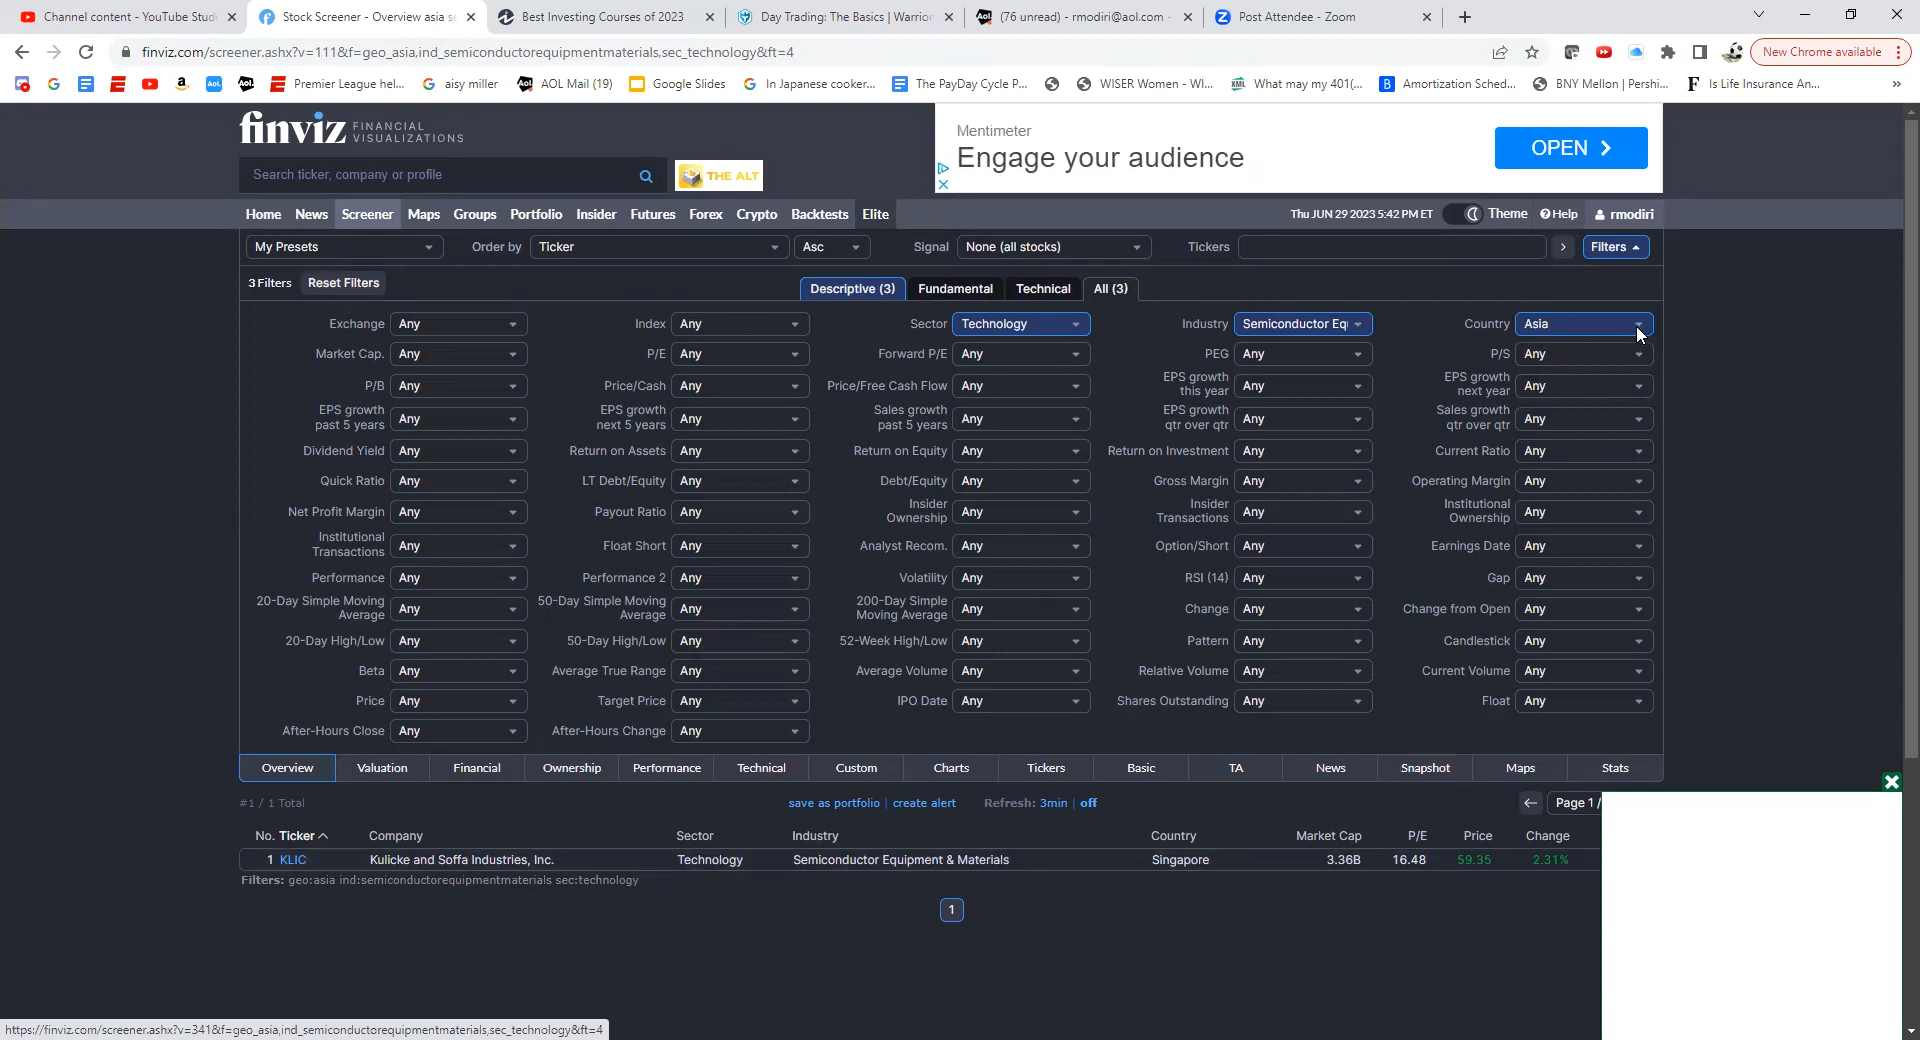 Channel content - YouTube Stud
Stock Screener - Overview asia se
Best Investing Courses of 2023
Day Trading: The Basics | Warrior
(76 unread) - rmodiri@aol.com -
Post Attendee - Zoom
finviz.com/screener.ashx?v=111&f=geo_asia,ind_semiconductorequipmentmaterials,sec_technology&ft=4
New Chrome available
Premier League hel...
aisy miller
AOL Mail (19)
Google Slides
In Japanese cooker...
The PayDay Cycle P...
WISER Women - WI...
What may my 401(...
Amortization Sched...
BNY Mellon | Pershi...
Is Life Insurance An...
finviz FINANCIAL VISUALIZATIONS
Mentimeter
Engage your audience
OPEN
Search ticker, company or profile
THE ALT
Home News Screener Maps Groups Portfolio Insider Futures Forex Crypto Backtests Elite
Thu JUN 29 2023 5:42 PM ET Theme Help rmodiri
My Presets Order by Ticker Asc Signal None (all stocks) Tickers > Filters
3 Filters Reset Filters Descriptive (3) Fundamental Technical All (3)
Exchange Any Index Any Sector Technology Industry Semiconductor Eq Country Asia
Market Cap. Any P/E Any Forward P/E Any PEG Any P/S Any
P/B Any Price/Cash Any Price/Free Cash Flow Any EPS growth this year Any EPS growth next year Any
EPS growth past 5 years Any EPS growth next 5 years Any Sales growth past 5 years Any EPS growth qtr over qtr Any Sales growth qtr over qtr Any
Dividend Yield Any Return on Assets Any Return on Equity Any Return on Investment Any Current Ratio Any
Quick Ratio Any LT Debt/Equity Any Debt/Equity Any Gross Margin Any Operating Margin Any
Net Profit Margin Any Payout Ratio Any Insider Ownership Any Insider Transactions Any Institutional Ownership Any
Institutional Transactions Any Float Short Any Analyst Recom. Any Option/Short Any Earnings Date Any
Performance Any Performance 2 Any Volatility Any RSI (14) Any Gap Any
20-Day Simple Moving Average Any 50-Day Simple Moving Average Any 200-Day Simple Moving Average Any Change Any Change from Open Any
20-Day High/Low Any 50-Day High/Low Any 52-Week High/Low Any Pattern Any Candlestick Any
Beta Any Average True Range Any Average Volume Any Relative Volume Any Current Volume Any
Price Any Target Price Any IPO Date Any Shares Outstanding Any Float Any
After-Hours Close Any After-Hours Change Any
Overview Valuation Financial Ownership Performance Technical Custom Charts Tickers Basic TA News Snapshot Maps Stats
#1 / 1 Total save as portfolio | create alert Refresh: 3min | off Page 1 /
No. Ticker Company Sector Industry Country Market Cap P/E Price Change
1 KLIC Kulicke and Soffa Industries, Inc. Technology Semiconductor Equipment & Materials Singapore 3.36B 16.48 59.35 2.31%
Filters: geo:asia ind:semiconductorequipmentmaterials sec:technology
1
https://finviz.com/screener.ashx?v=341&f=geo_asia,ind_semiconductorequipmentmaterials,sec_technology&ft=4